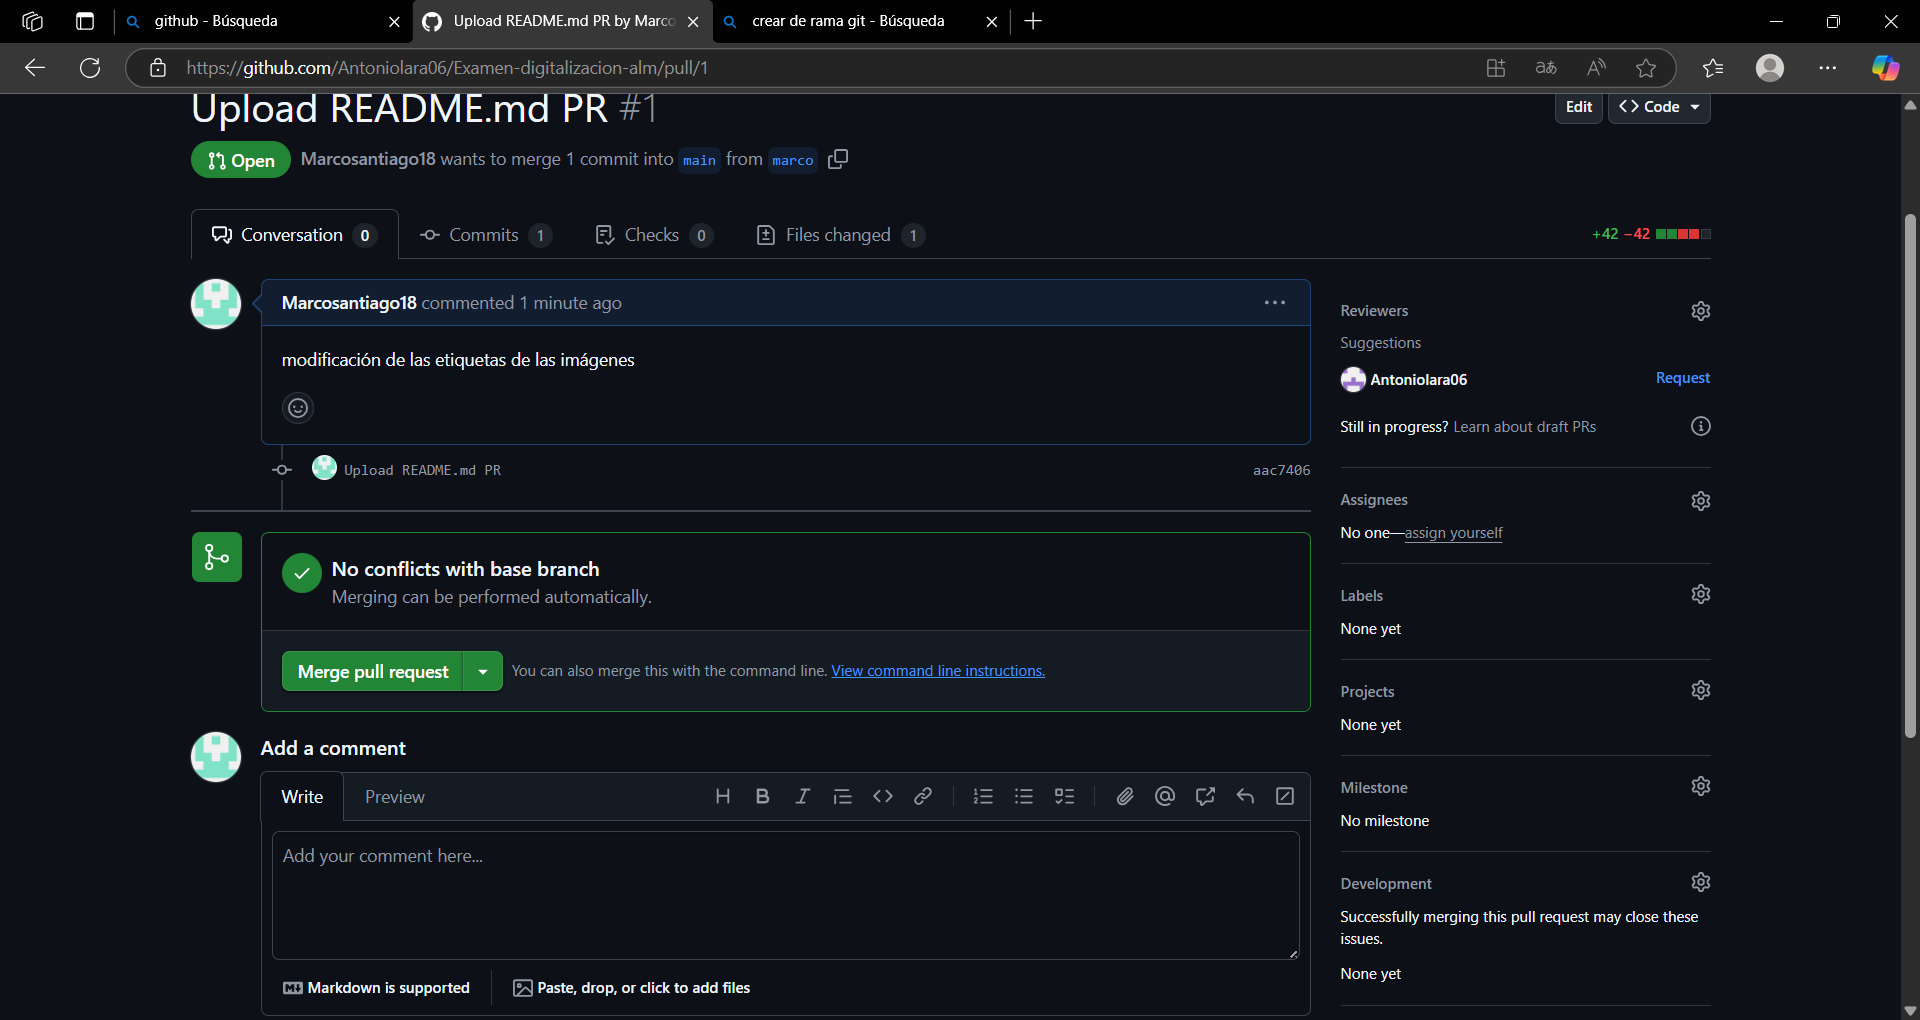 github - Búsqueda
Upload README.md PR by Marco
crear de rama git - Búsqueda
https://github.com/Antoniolara06/Examen-digitalizacion-alm/pull/1
Upload README.md PR #1
Edit
<> Code
Open
Marcosantiago18 wants to merge 1 commit into main from marco
Conversation 0
Commits 1
Checks 0
Files changed 1
+42 −42
Marcosantiago18 commented 1 minute ago
modificación de las etiquetas de las imágenes
Upload README.md PR
aac7406
No conflicts with base branch
Merging can be performed automatically.
Merge pull request
You can also merge this with the command line. View command line instructions.
Add a comment
Write
Preview
Add your comment here...
Markdown is supported
Paste, drop, or click to add files
Reviewers
Suggestions
Antoniolara06
Request
Still in progress? Learn about draft PRs
Assignees
No one—assign yourself
Labels
None yet
Projects
None yet
Milestone
No milestone
Development
Successfully merging this pull request may close these
issues.
None yet